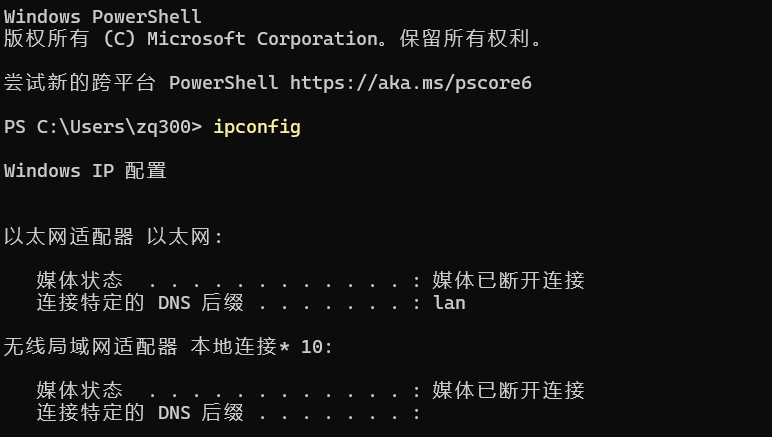 Windows PowerShell
版权所有 (C) Microsoft Corporation。保留所有权利。
尝试新的跨平台 PowerShell https://aka.ms/pscore6
PS C:\Users\zq300> ipconfig
Windows IP 配置
以太网适配器 以太网:
媒体状态  . . . . . . . . . . . . : 媒体已断开连接
连接特定的 DNS 后缀 . . . . . . . : lan
无线局域网适配器 本地连接* 10:
媒体状态  . . . . . . . . . . . . : 媒体已断开连接
连接特定的 DNS 后缀 . . . . . . . :